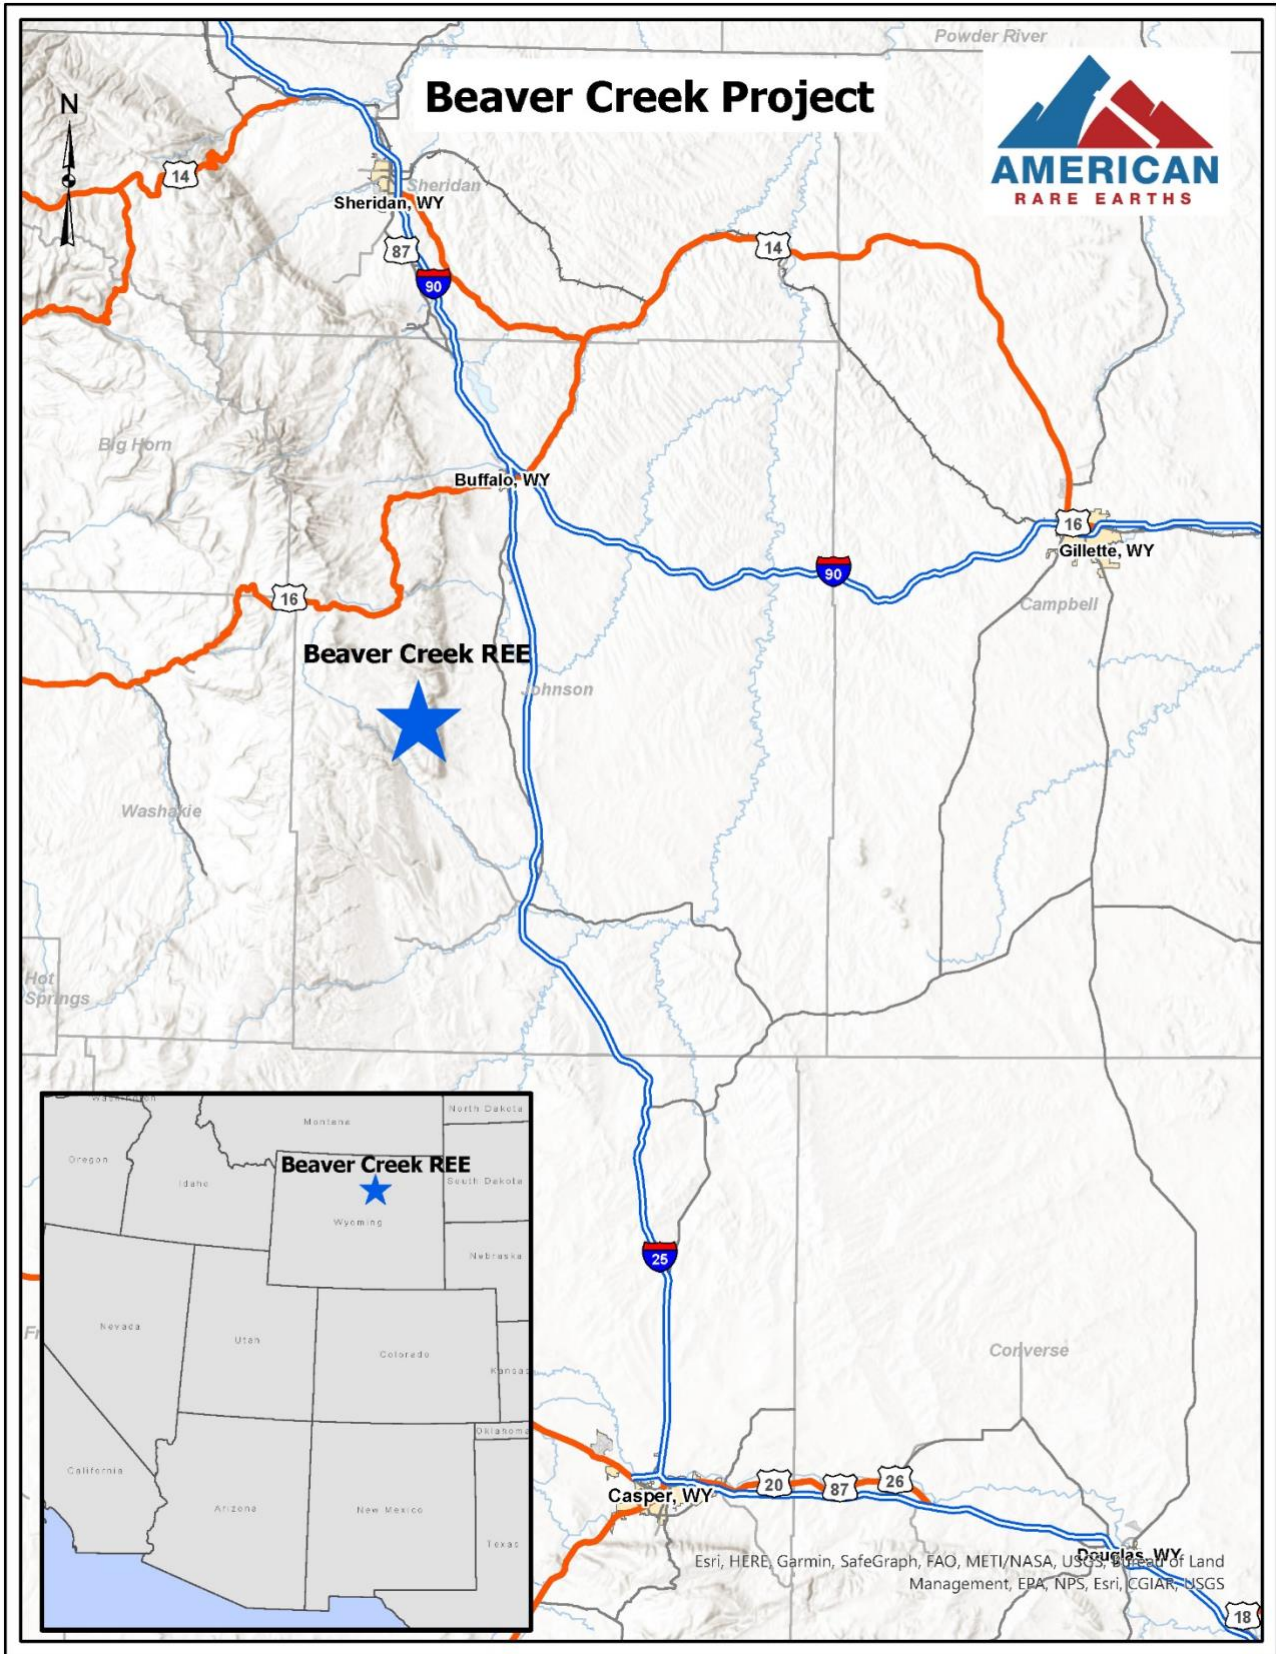 Powder River
Beaver Creek Project
AMERICAN
RARE EARTHS
N
14
Sheridan
Sheridan, WY
87
90
14
Big Horn
Buffalo, WY
16
Gillette, WY
90
16
Campbell
Beaver Creek REE
Johnson
Washakie
Hot
Springs
Washington
Montana
North Dakota
Oregon
Beaver Creek REE
Idaho
South Dakota
Wyoming
Nebraska
25
Nevada
Utah
Colorado
Kansas
Converse
Oklahoma
California
Arizona
New Mexico
Texas
20
87
26
Casper, WY
Douglas, WY
Esri, HERE, Garmin, SafeGraph, FAO, METI/NASA, USGS, Bureau of Land
Management, EPA, NPS, Esri, CGIAR, USGS
18